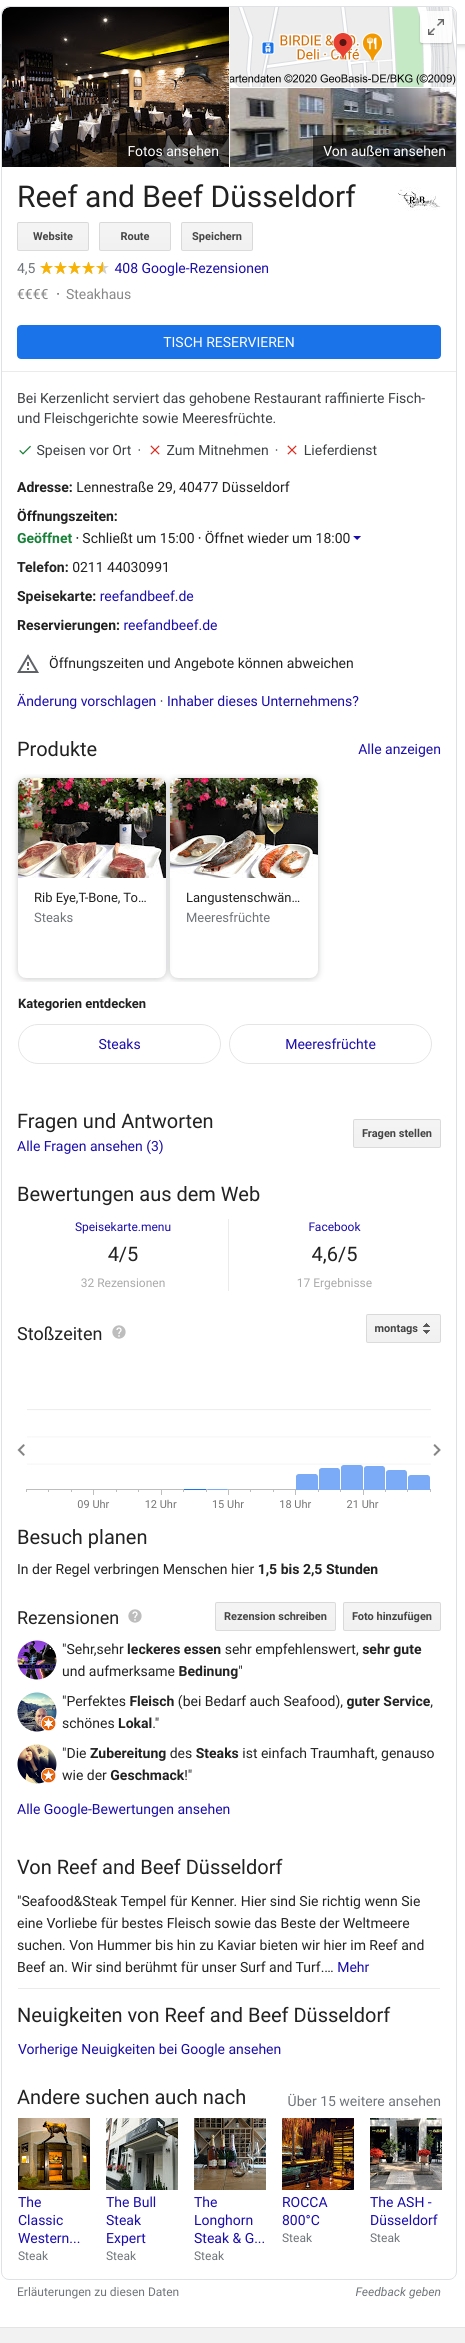 BIRDIE & CO.
Deli - Café
artendaten ©2020 GeoBasis-DE/BKG (©2009)
Fotos ansehen
Von außen ansehen
Reef and Beef Düsseldorf
Website
Route
Speichern
4,5 408 Google-Rezensionen
€€€€ · Steakhaus
TISCH RESERVIEREN
Bei Kerzenlicht serviert das gehobene Restaurant raffinierte Fisch-
und Fleischgerichte sowie Meeresfrüchte.
Speisen vor Ort · Zum Mitnehmen · Lieferdienst
Adresse: Lennestraße 29, 40477 Düsseldorf
Öffnungszeiten:
Geöffnet · Schließt um 15:00 · Öffnet wieder um 18:00
Telefon: 0211 44030991
Speisekarte: reefandbeef.de
Reservierungen: reefandbeef.de
Öffnungszeiten und Angebote können abweichen
Änderung vorschlagen · Inhaber dieses Unternehmens?
Produkte
Alle anzeigen
Rib Eye,T-Bone, To...
Steaks
Langustenschwän...
Meeresfrüchte
Kategorien entdecken
Steaks
Meeresfrüchte
Fragen und Antworten
Alle Fragen ansehen (3)
Fragen stellen
Bewertungen aus dem Web
Speisekarte.menu
4/5
32 Rezensionen
Facebook
4,6/5
17 Ergebnisse
Stoßzeiten
montags
09 Uhr 12 Uhr 15 Uhr 18 Uhr 21 Uhr
Besuch planen
In der Regel verbringen Menschen hier 1,5 bis 2,5 Stunden
Rezensionen
Rezension schreiben
Foto hinzufügen
"Sehr,sehr leckeres essen sehr empfehlenswert, sehr gute
und aufmerksame Bedinung"
"Perfektes Fleisch (bei Bedarf auch Seafood), guter Service,
schönes Lokal."
"Die Zubereitung des Steaks ist einfach Traumhaft, genauso
wie der Geschmack!"
Alle Google-Bewertungen ansehen
Von Reef and Beef Düsseldorf
"Seafood&Steak Tempel für Kenner. Hier sind Sie richtig wenn Sie
eine Vorliebe für bestes Fleisch sowie das Beste der Weltmeere
suchen. Von Hummer bis hin zu Kaviar bieten wir hier im Reef and
Beef an. Wir sind berühmt für unser Surf and Turf.... Mehr
Neuigkeiten von Reef and Beef Düsseldorf
Vorherige Neuigkeiten bei Google ansehen
Andere suchen auch nach
Über 15 weitere ansehen
The
Classic
Western...
Steak
The Bull
Steak
Expert
Steak
The
Longhorn
Steak & G...
Steak
ROCCA
800°C
Steak
The ASH -
Düsseldorf
Steak
Erläuterungen zu diesen Daten
Feedback geben